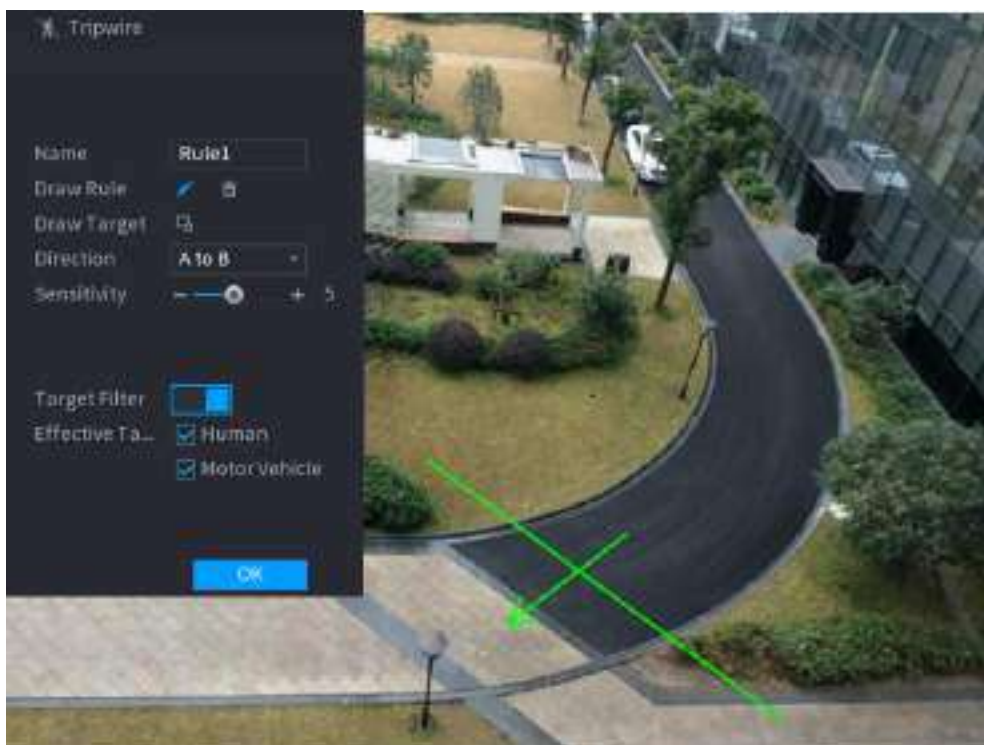 Tripwire
Name Rule1
Draw Rule
Draw Target
Direction A to B
Sensitivity - + 5
Target Filter
Effective Ta... Human
Motor Vehicle
OK